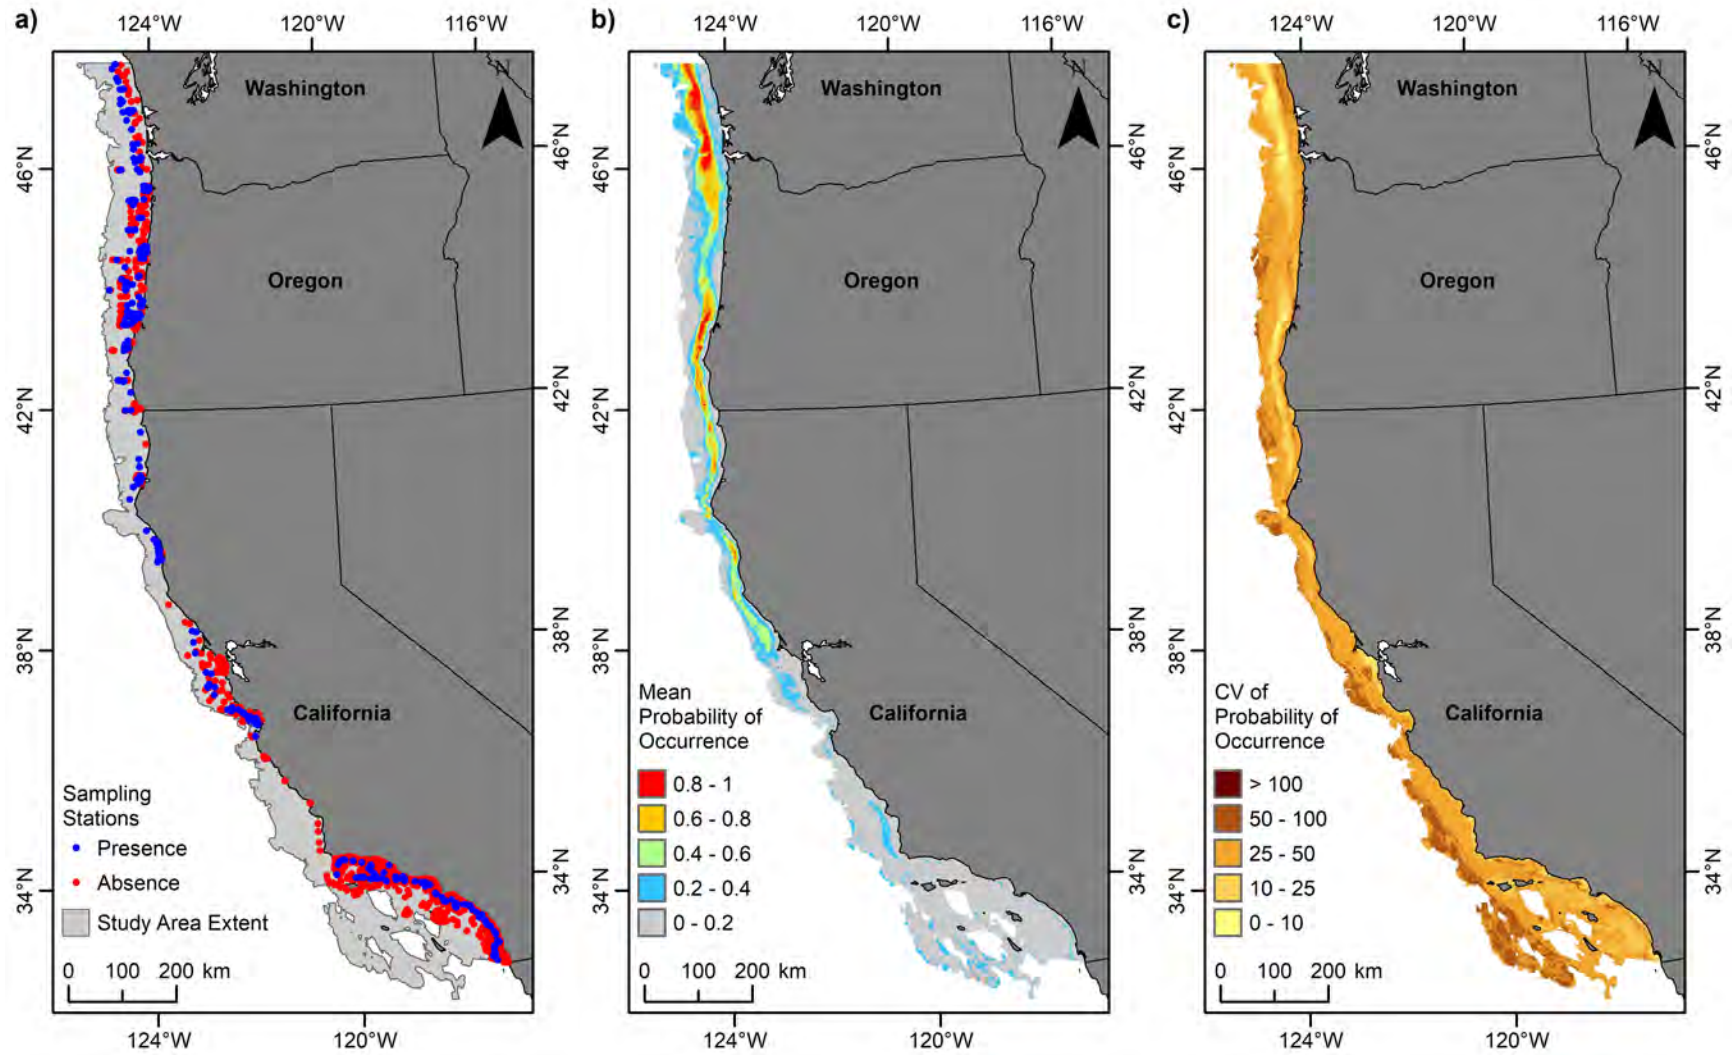 a)
124°W 120°W 116°W
Washington
46°N 46°N
Oregon
42°N 42°N
38°N 38°N
California
34°N 34°N
Sampling
Stations
Presence
Absence
Study Area Extent
0 100 200 km
124°W 120°W
b)
124°W 120°W 116°W
Washington
46°N 46°N
Oregon
42°N 42°N
38°N 38°N
California
34°N 34°N
Mean
Probability of
Occurrence
0.8 - 1
0.6 - 0.8
0.4 - 0.6
0.2 - 0.4
0 - 0.2
0 100 200 km
124°W 120°W
c)
124°W 120°W 116°W
Washington
46°N 46°N
Oregon
42°N 42°N
38°N 38°N
California
34°N 34°N
CV of
Probability of
Occurrence
> 100
50 - 100
25 - 50
10 - 25
0 - 10
0 100 200 km
124°W 120°W